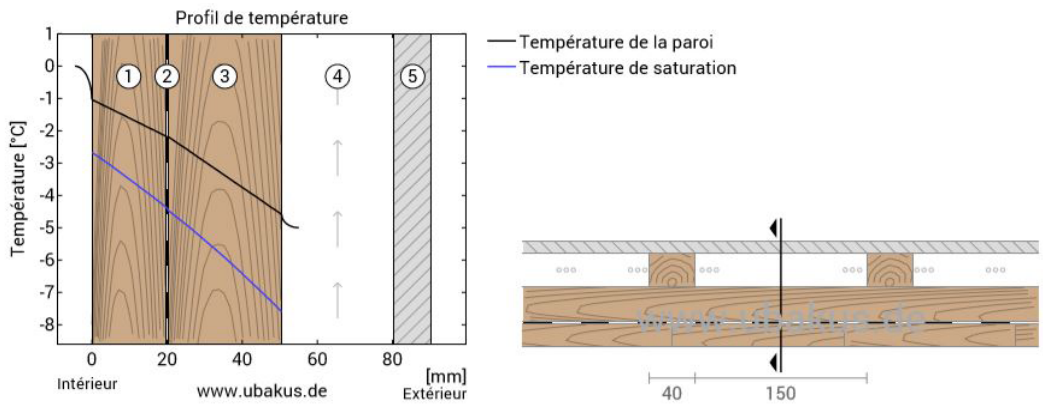 Profil de température
Température [°C]
1
0
-1
-2
-3
-4
-5
-6
-7
-8
1
2
3
4
5
0
20
40
60
80
[mm]
Intérieur
www.ubakus.de
Extérieur
Température de la paroi
Température de saturation
www.ubakus.de
40
150